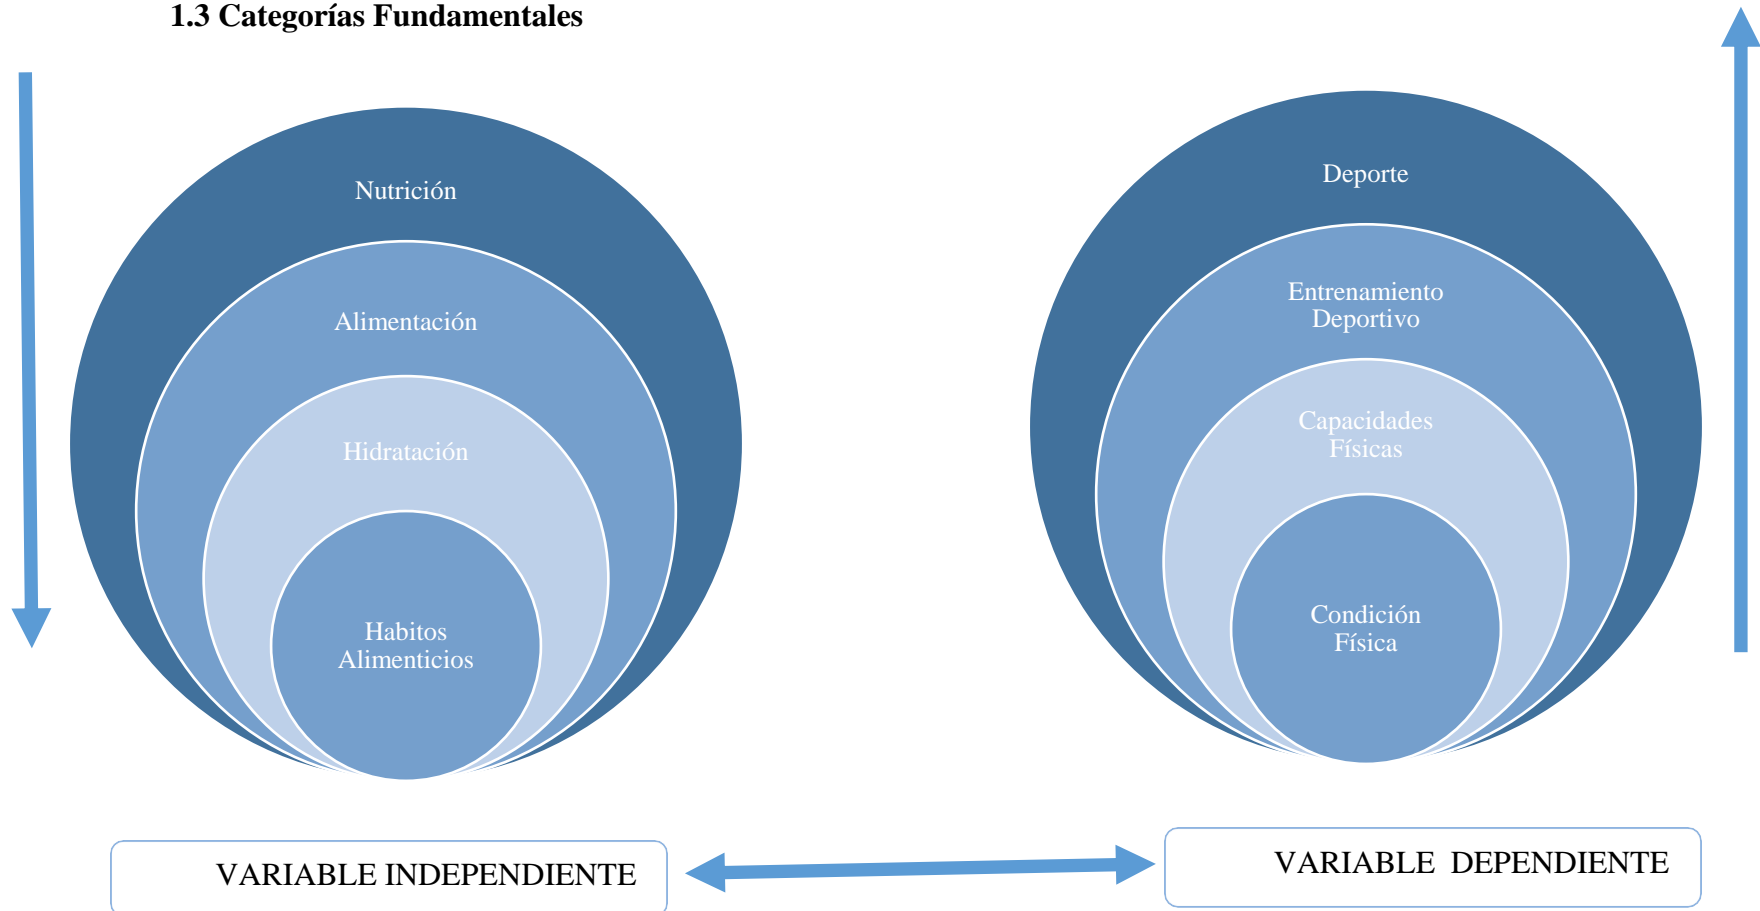 1.3 Categorías Fundamentales
Nutrición
Alimentación
Hidratación
Habitos
Alimenticios
Deporte
Entrenamiento
Deportivo
Capacidades
Físicas
Condición
Física
VARIABLE INDEPENDIENTE
VARIABLE DEPENDIENTE